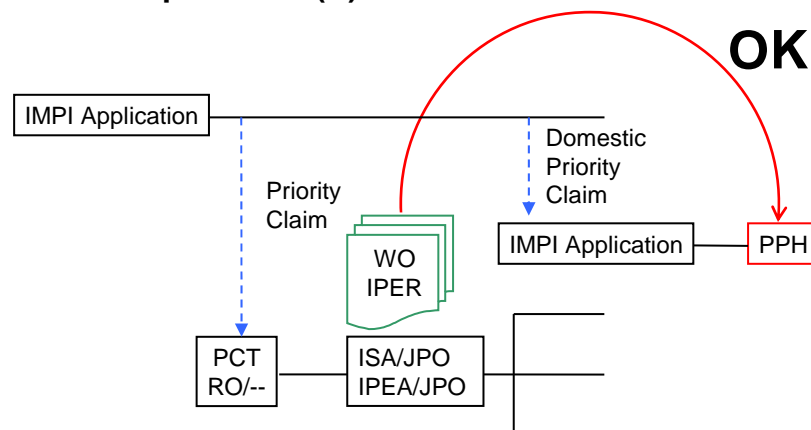 OK
IMPI Application
Domestic
Priority
Claim
Priority
Claim
WO
IPER
IMPI Application
PPH
PCT
RO/--
ISA/JPO
IPEA/JPO